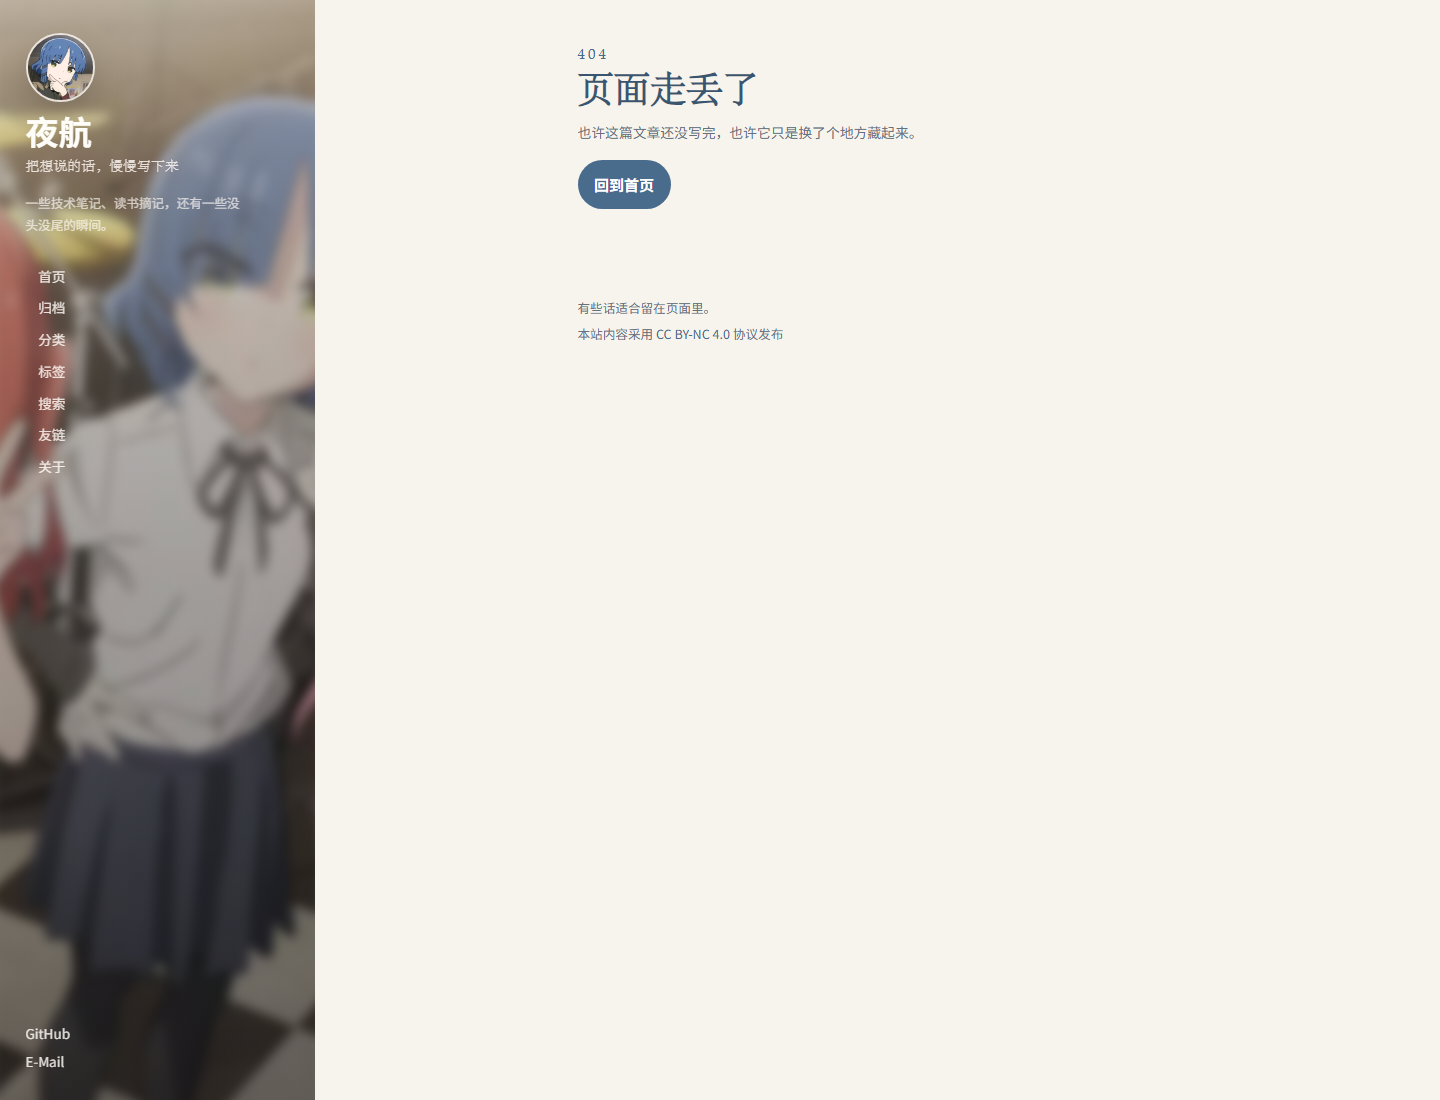 夜航
把想说的话，慢慢写下来
一些技术笔记、读书摘记，还有一些没
头没尾的瞬间。
首页
归档
分类
标签
搜索
友链
关于
GitHub
E-Mail
404
页面走丢了
也许这篇文章还没写完，也许它只是换了个地方藏起来。
回到首页
有些话适合留在页面里。
本站内容采用 CC BY-NC 4.0 协议发布